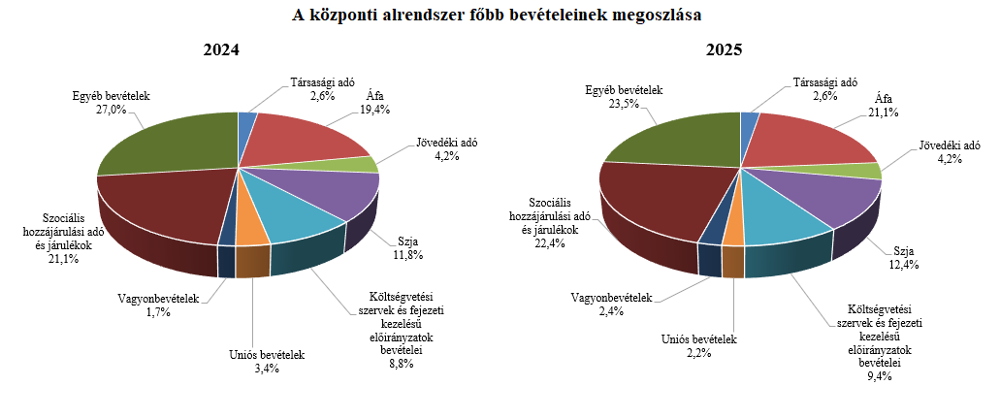 A központi alrendszer főbb bevételeinek megoszlása
2024
Társasági adó
2,6%
Áfa
19,4%
Jövedéki adó
4,2%
Szja
11,8%
Költségvetési
szervek és fejezeti
kezelésű
előirányzatok
bevételei
8,8%
Uniós bevételek
3,4%
Vagyonbevételek
1,7%
Szociális
hozzájárulási adó
és járulékok
21,1%
Egyéb bevételek
27,0%
2025
Társasági adó
2,6%
Áfa
21,1%
Jövedéki adó
4,2%
Szja
12,4%
Költségvetési
szervek és fejezeti
kezelésű
előirányzatok
bevételei
9,4%
Uniós bevételek
2,2%
Vagyonbevételek
2,4%
Szociális
hozzájárulási adó
és járulékok
22,4%
Egyéb bevételek
23,5%